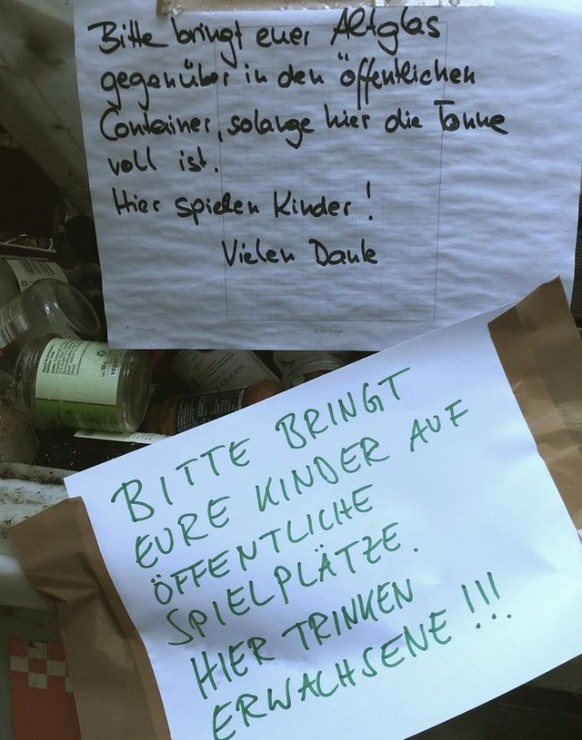 Bitte bringt euer Altglas
gegenüber in den öffentlichen
Container, solange hier die Tonne
voll ist.
Hier spielen Kinder!
Vielen Dank
BITTE BRINGT
EURE KINDER AUF
ÖFFENTLICHE
SPIELPLÄTZE.
HIER TRINKEN
ERWACHSENE!!!